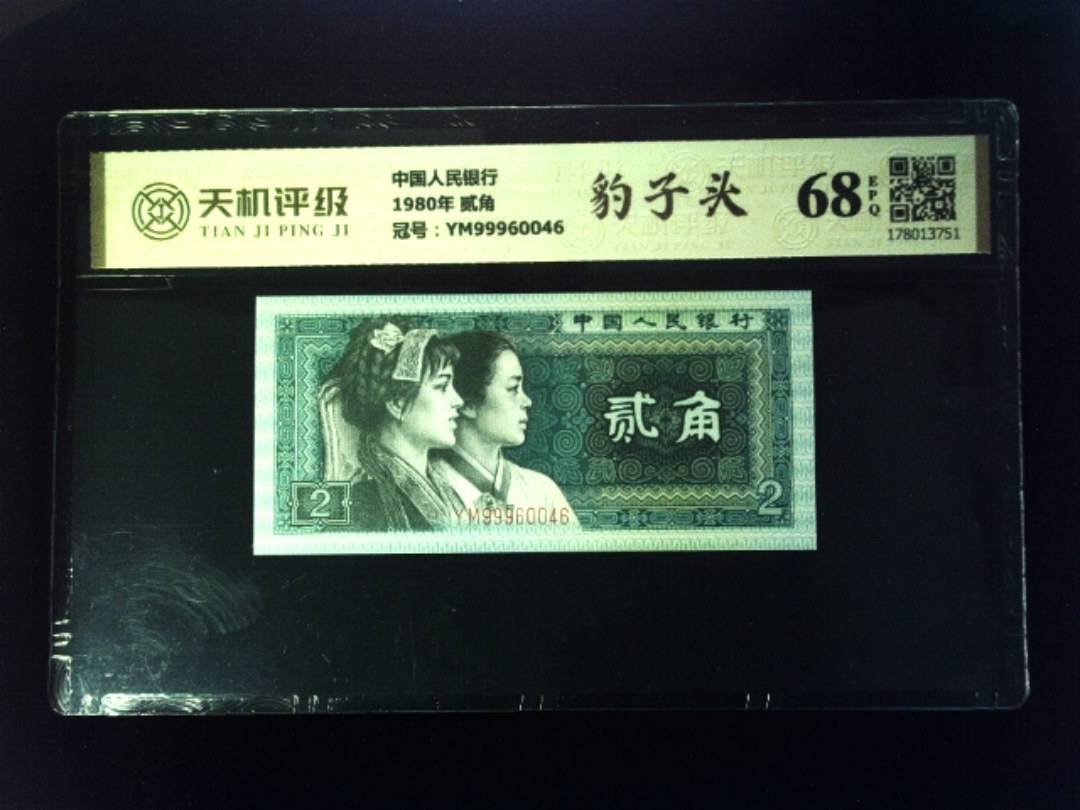 天机评级
TIAN JI PING JI
中国人民银行
1980年 贰角
冠号：YM99960046
豹子头
68
EPQ
178013751
中国人民银行
贰角
2
YM99960046
2